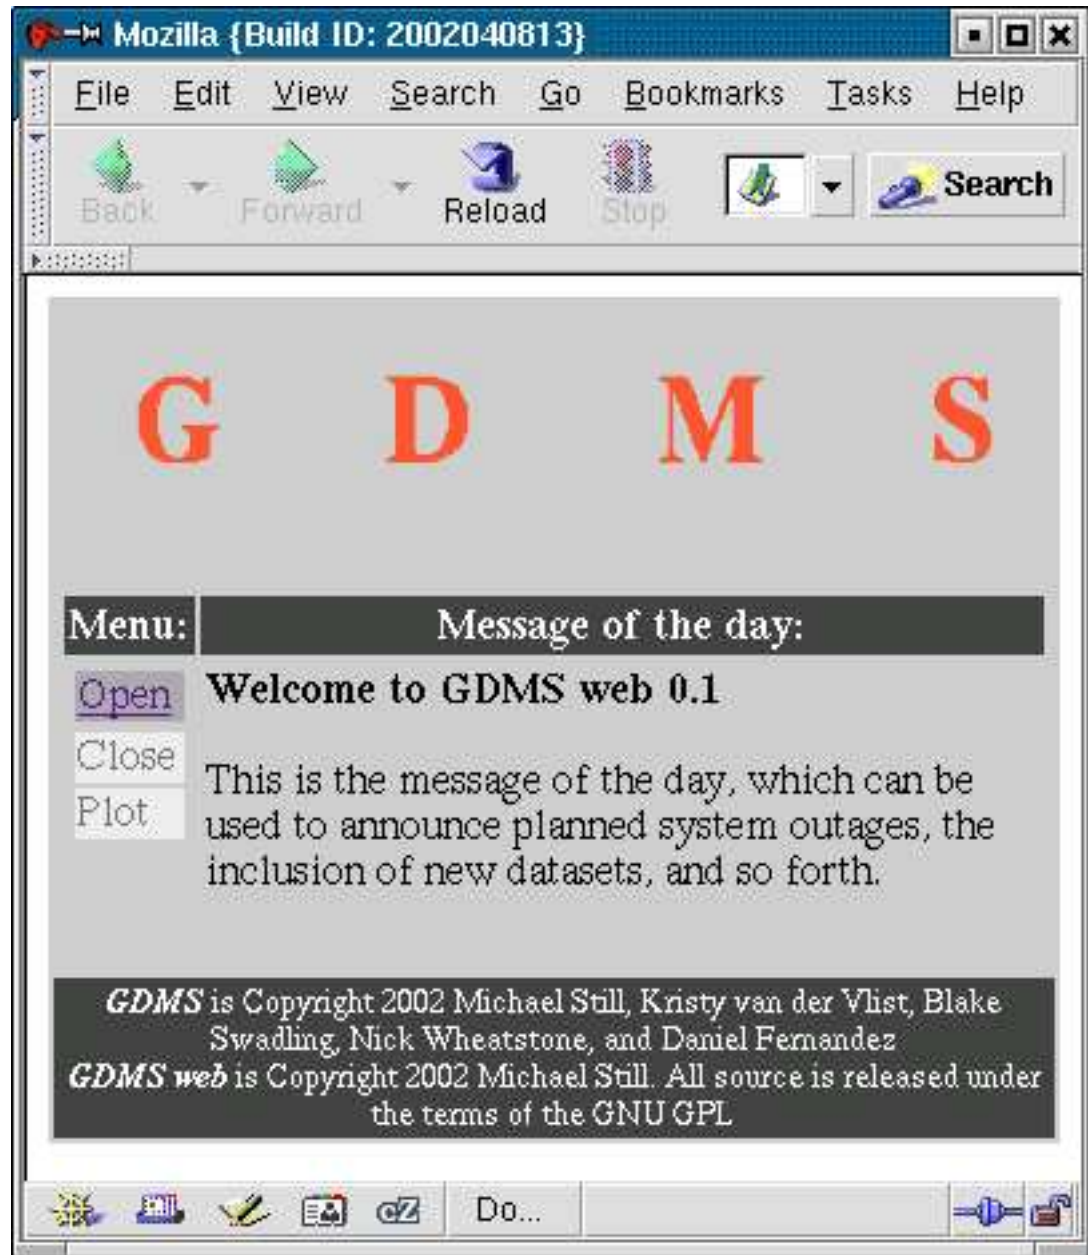 Mozilla {Build ID: 2002040813}
File Edit View Search Go Bookmarks Tasks Help
Back Forward Reload Stop Search
G D M S
Menu: Message of the day:
Open
Close
Plot
Welcome to GDMS web 0.1
This is the message of the day, which can be
used to announce planned system outages, the
inclusion of new datasets, and so forth.
GDMS is Copyright 2002 Michael Still, Kristy van der Vlist, Blake
Swadling, Nick Wheatstone, and Daniel Fernandez
GDMS web is Copyright 2002 Michael Still. All source is released under
the terms of the GNU GPL
cZ Do...